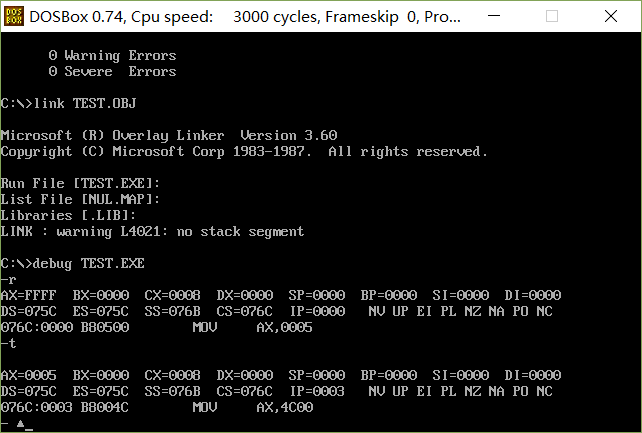 DOS BOX DOSBox 0.74, Cpu speed: 3000 cycles, Frameskip 0, Pro...
0 Warning Errors
0 Severe Errors
C:\>link TEST.OBJ
Microsoft (R) Overlay Linker Version 3.60
Copyright (C) Microsoft Corp 1983-1987. All rights reserved.
Run File [TEST.EXE]:
List File [NUL.MAP]:
Libraries [.LIB]:
LINK : warning L4021: no stack segment
C:\>debug TEST.EXE
-r
AX=FFFF BX=0000 CX=0008 DX=0000 SP=0000 BP=0000 SI=0000 DI=0000
DS=075C ES=075C SS=076B CS=076C IP=0000 NV UP EI PL NZ NA PO NC
076C:0000 B80500 MOV AX,0005
-t
AX=0005 BX=0000 CX=0008 DX=0000 SP=0000 BP=0000 SI=0000 DI=0000
DS=075C ES=075C SS=076B CS=076C IP=0003 NV UP EI PL NZ NA PO NC
076C:0003 B8004C MOV AX,4C00
- ▲_